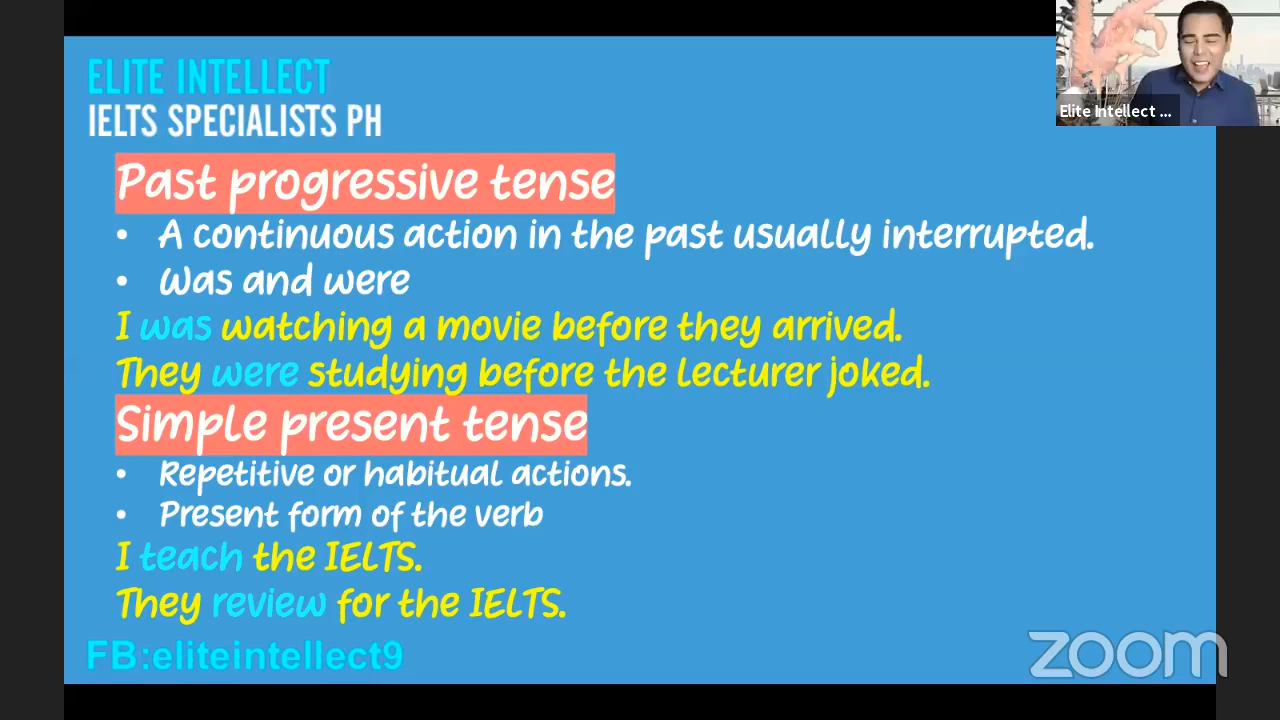 ELITE INTELLECT
IELTS SPECIALISTS PH
Elite Intellect ...
Past progressive tense
• A continuous action in the past usually interrupted.
• Was and were
I was watching a movie before they arrived.
They were studying before the lecturer joked.
Simple present tense
• Repetitive or habitual actions.
• Present form of the verb
I teach the IELTS.
They review for the IELTS.
FB:eliteintellect9
zoom